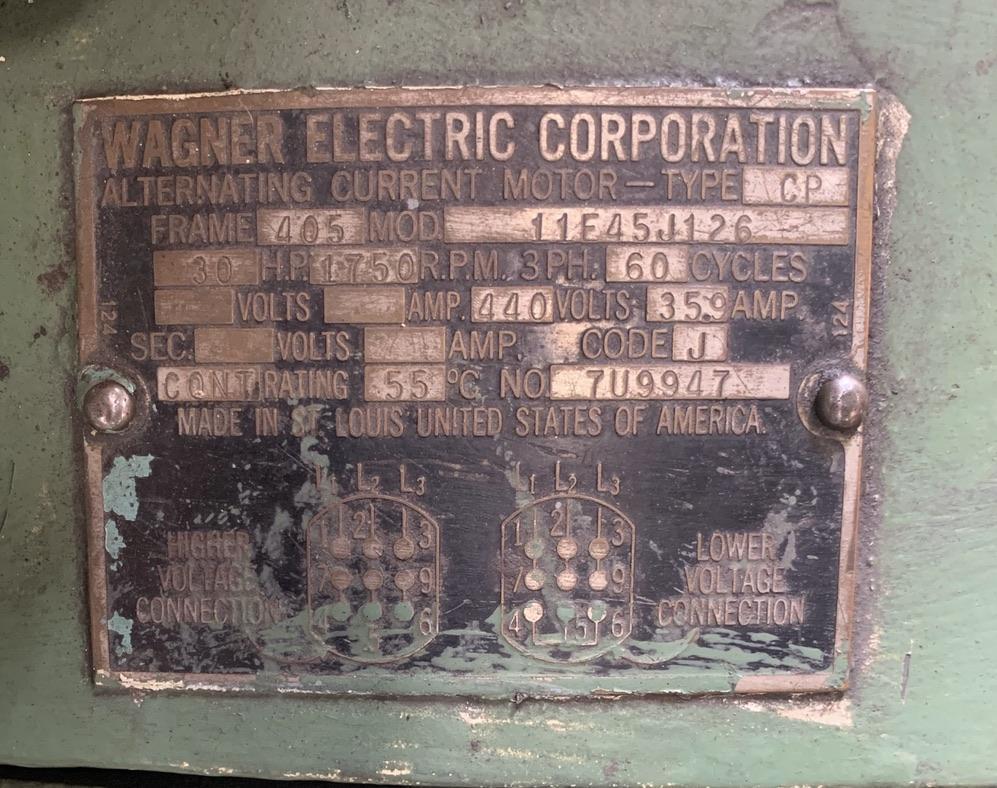 WAGNER ELECTRIC CORPORATION
ALTERNATING CURRENT MOTOR — TYPE CP
FRAME 405 MOD 11F45J126
30 H.P. 1750 R.P.M. 3 PH. 60 CYCLES
VOLTS AMP. 440 VOLTS 35.9 AMP
SEC. VOLTS AMP. CODE J
CONT RATING 55 °C NO 7U9947
124
124
MADE IN ST LOUIS UNITED STATES OF AMERICA.
L1 L2 L3
L1 L2 L3
1 2 3
1 2 3
HIGHER
VOLTAGE
CONNECTION
7 9
7 9
LOWER
VOLTAGE
CONNECTION
4 5 6
4 5 6